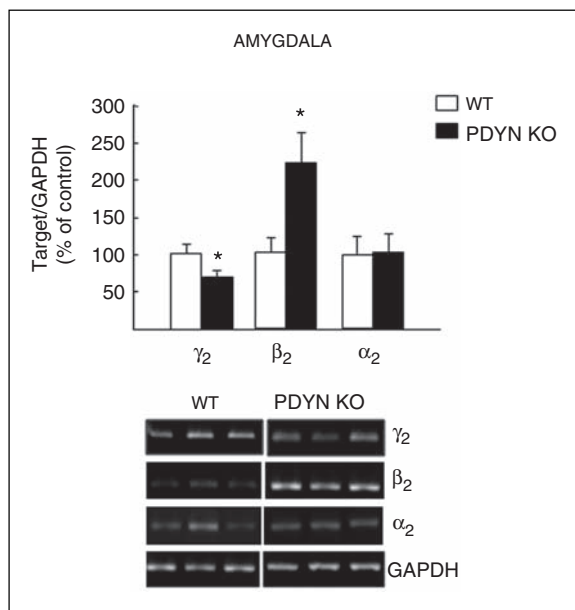 AMYGDALA
WT
PDYN KO
Target/GAPDH
(% of control)
300
250
200
150
100
50
*
*
γ2
β2
α2
WT
PDYN KO
γ2
β2
α2
GAPDH